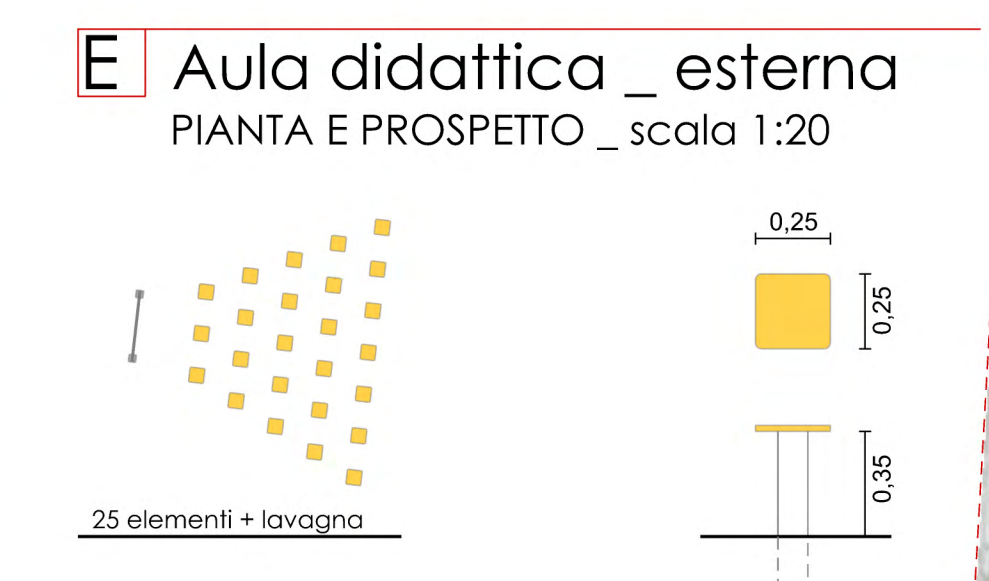 E Aula didattica _ esterna
PIANTA E PROSPETTO _ scala 1:20
0,25
0,25
0,35
25 elementi + lavagna